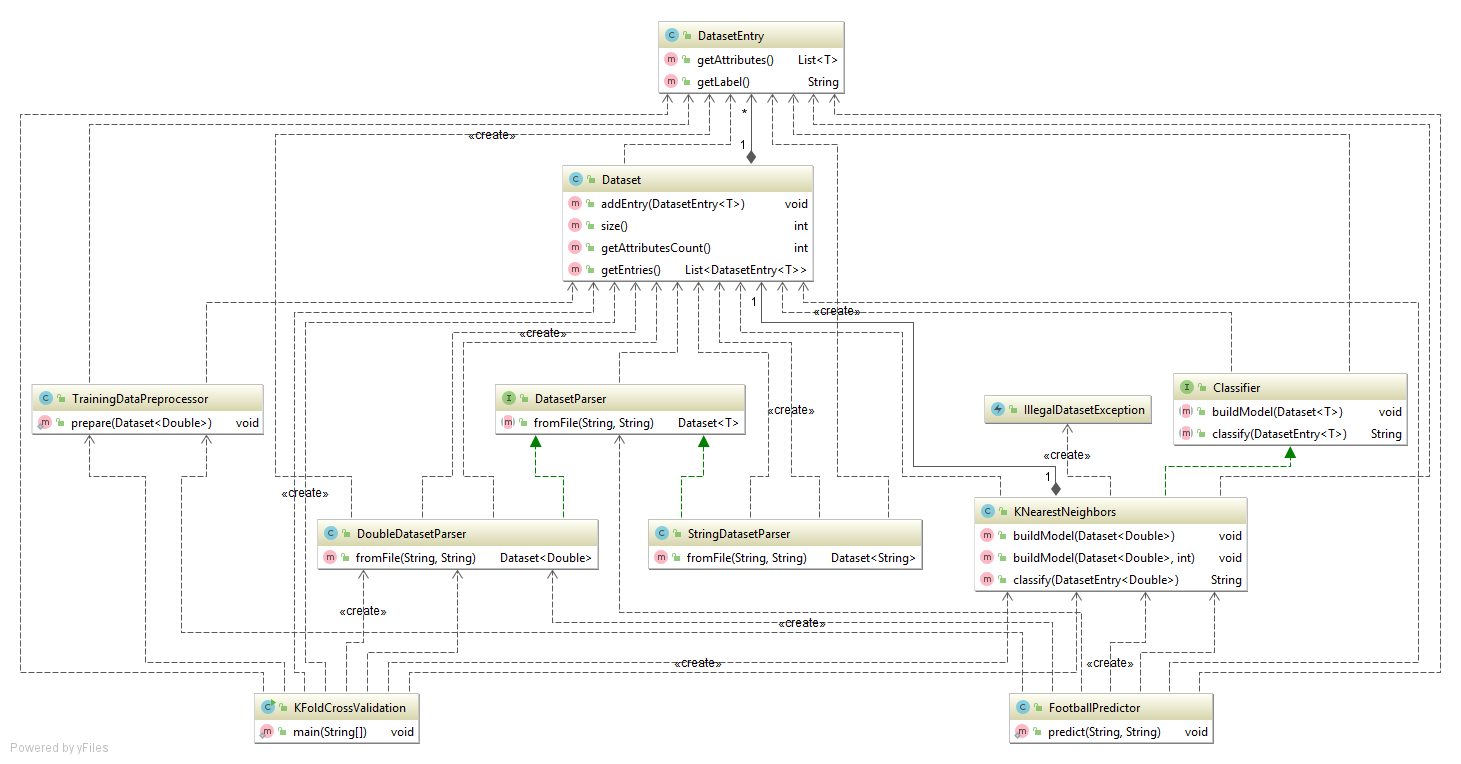 DatasetEntry
getAttributes() List<T>
getLabel() String
*
«create»
1
Dataset
addEntry(DatasetEntry<T>) void
size() int
getAttributesCount() int
getEntries() List<DatasetEntry<T>>
1
«create»
«create»
TrainingDataPreprocessor
prepare(Dataset<Double>) void
DatasetParser
fromFile(String, String) Dataset<T>
«create»
IllegalDatasetException
Classifier
buildModel(Dataset<T>) void
classify(DatasetEntry<T>) String
«create»
1
«create»
DoubleDatasetParser
fromFile(String, String) Dataset<Double>
StringDatasetParser
fromFile(String, String) Dataset<String>
KNearestNeighbors
buildModel(Dataset<Double>) void
buildModel(Dataset<Double>, int) void
classify(DatasetEntry<Double>) String
«create»
«create»
«create»
«create»
KFoldCrossValidation
main(String[]) void
FootballPredictor
predict(String, String) void
Powered by yFiles